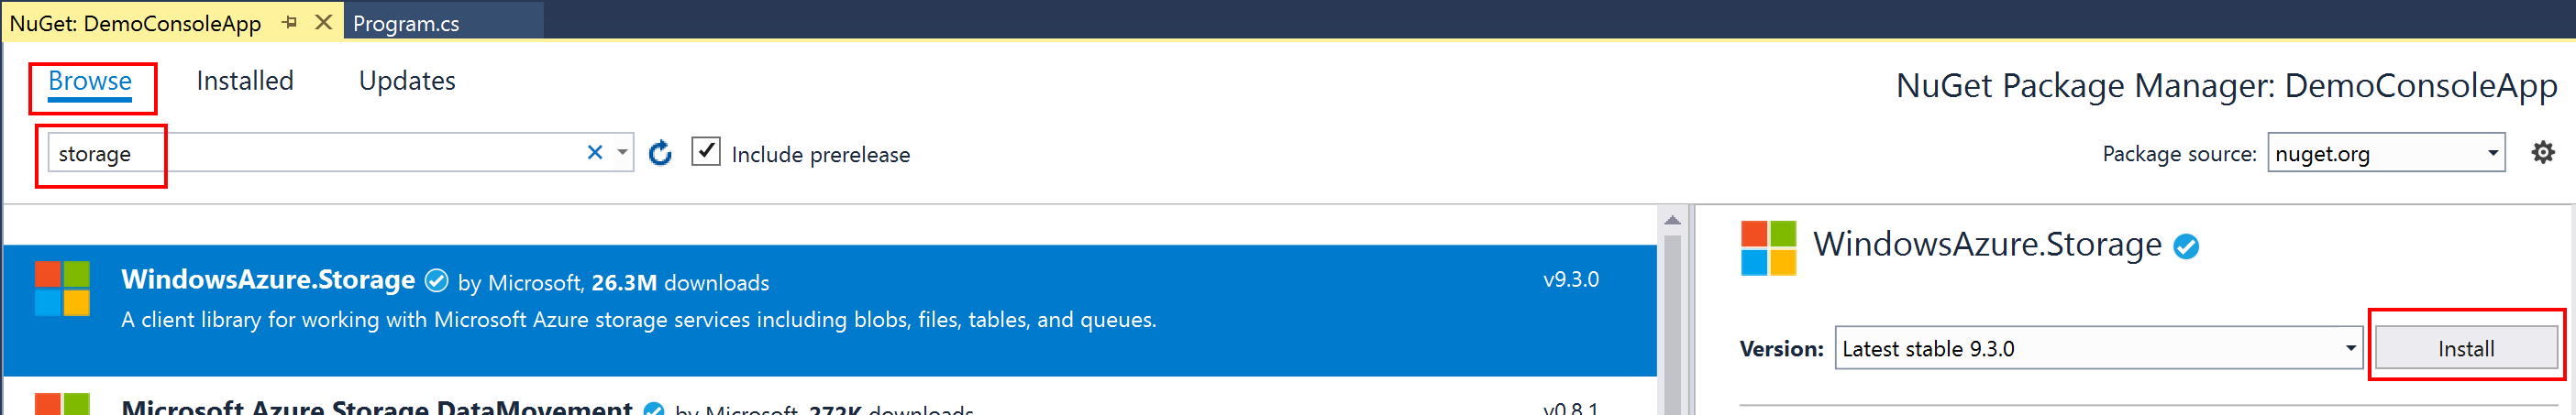 NuGet: DemoConsoleApp
Program.cs
Browse
Installed
Updates
NuGet Package Manager: DemoConsoleApp
storage
Include prerelease
Package source:
nuget.org
WindowsAzure.Storage by Microsoft, 26.3M downloads
v9.3.0
A client library for working with Microsoft Azure storage services including blobs, files, tables, and queues.
Microsoft.Azure.Storage.DataMovement by Microsoft, 272K downloads
v0.8.1
WindowsAzure.Storage
Version:
Latest stable 9.3.0
Install